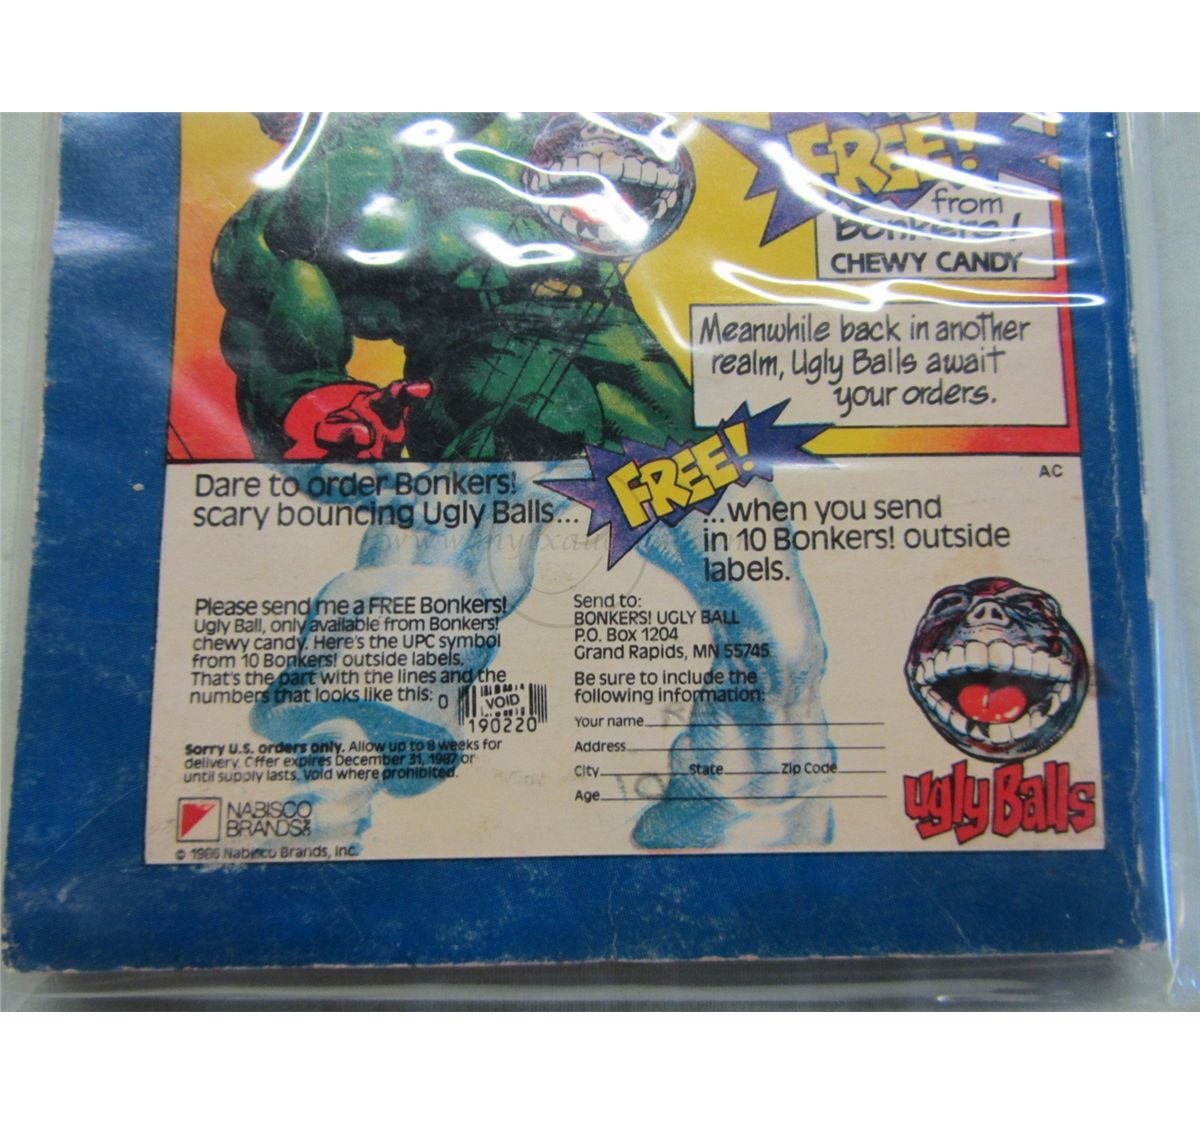 FREE!
from
Bonkers!
CHEWY CANDY
Meanwhile back in another
realm, Ugly Balls await
your orders.
FREE!
AC
Dare to order Bonkers!
scary bouncing Ugly Balls...
...when you send
in 10 Bonkers! outside
labels.
Please send me a FREE Bonkers!
Ugly Ball, only available from Bonkers!
chewy candy. Here's the UPC symbol
from 10 Bonkers! outside labels.
That's the part with the lines and the
numbers that looks like this: 0
VOID
190220
Sorry U.S. orders only. Allow up to 8 weeks for
delivery. Offer expires December 31, 1987 or
until supply lasts. Void where prohibited.
NABISCO
BRANDS INC
© 1986 Nabisco Brands, Inc.
Send to:
BONKERS! UGLY BALL
P.O. Box 1204
Grand Rapids, MN 55745
Be sure to include the
following information:
Your name
Address
City State Zip Code
Age 10
ugly Balls